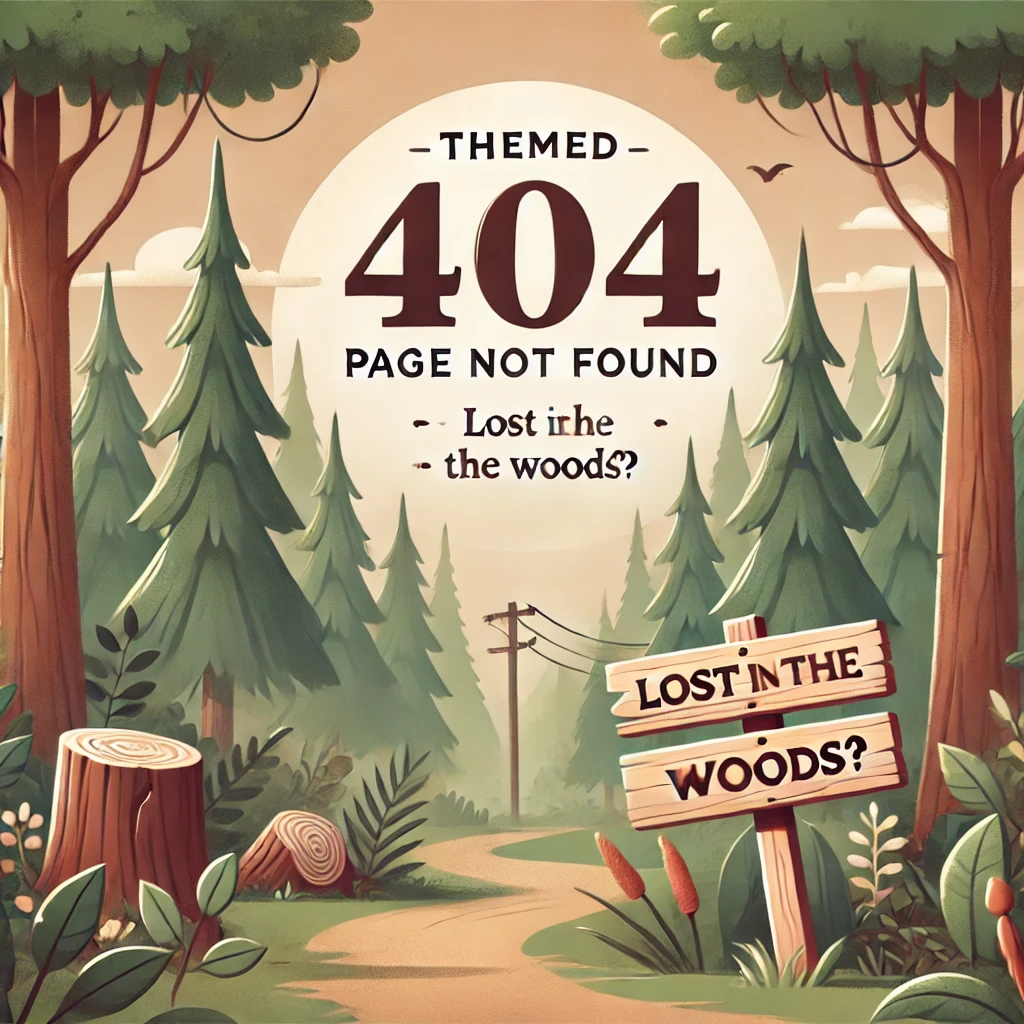 - THEMED -
404
PAGE NOT FOUND
- - Lost irhe -
- the woods?
LOST IN THE
WOODS?